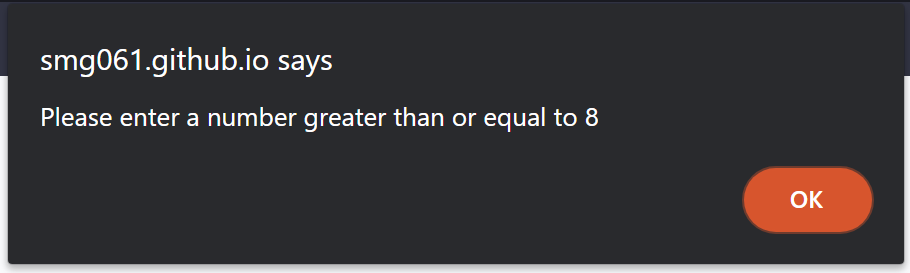 smg061.github.io says
Please enter a number greater than or equal to 8
OK